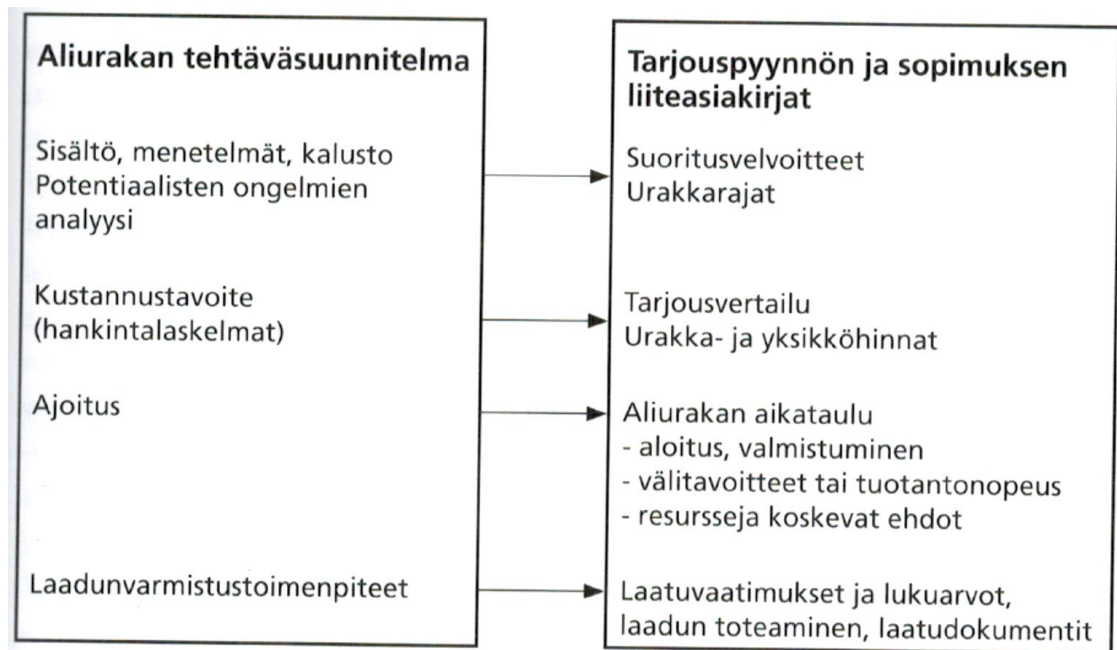 Aliurakan tehtäväsuunnitelma
Sisältö, menetelmät, kalusto
Potentiaalisten ongelmien
analyysi
Kustannustavoite
(hankintalaskelmat)
Ajoitus
Laadunvarmistustoimenpiteet
Tarjouspyynnön ja sopimuksen
liiteasiakirjat
Suoritusvelvoitteet
Urakkarajat
Tarjousvertailu
Urakka- ja yksikköhinnat
Aliurakan aikataulu
- aloitus, valmistuminen
- välitavoitteet tai tuotantonopeus
- resursseja koskevat ehdot
Laatuvaatimukset ja lukuarvot,
laadun toteaminen, laatudokumentit